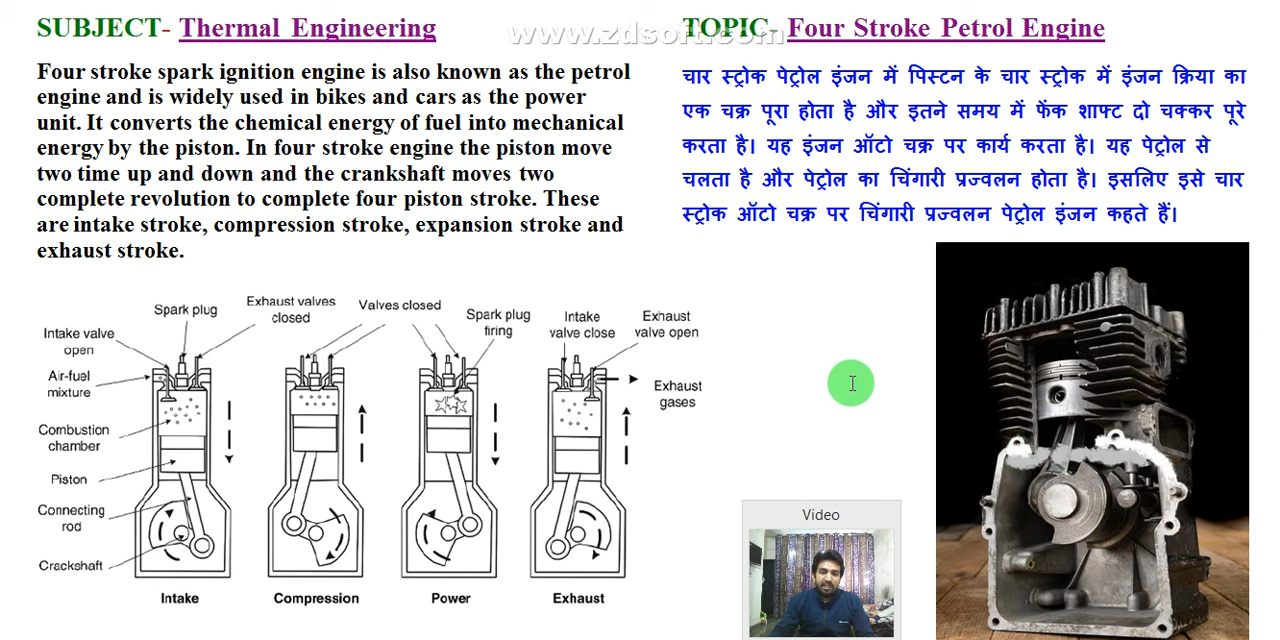 SUBJECT- Thermal Engineering
www.zdsoft.com
TOPIC- Four Stroke Petrol Engine
Four stroke spark ignition engine is also known as the petrol
engine and is widely used in bikes and cars as the power
unit. It converts the chemical energy of fuel into mechanical
energy by the piston. In four stroke engine the piston move
two time up and down and the crankshaft moves two
complete revolution to complete four piston stroke. These
are intake stroke, compression stroke, expansion stroke and
exhaust stroke.
चार स्ट्रोक पेट्रोल इंजन में पिस्टन के चार स्ट्रोक में इंजन क्रिया का
एक चक्र पूरा होता है और इतने समय में फ्रेंक शाफ्ट दो चक्कर पूरे
करता है। यह इंजन ऑटो चक्र पर कार्य करता है। यह पेट्रोल से
चलता है और पेट्रोल का चिंगारी प्रज्वलन होता है। इसलिए इसे चार
स्ट्रोक ऑटो चक्र पर चिंगारी प्रज्वलन पेट्रोल इंजन कहते हैं।
Intake valve
open
Spark plug
Exhaust valves
closed
Valves closed
Spark plug
firing
Intake
valve close
Exhaust
valve open
Air-fuel
mixture
Exhaust
gases
Combustion
chamber
Piston
Connecting
rod
Crackshaft
Intake
Compression
Power
Exhaust
Video